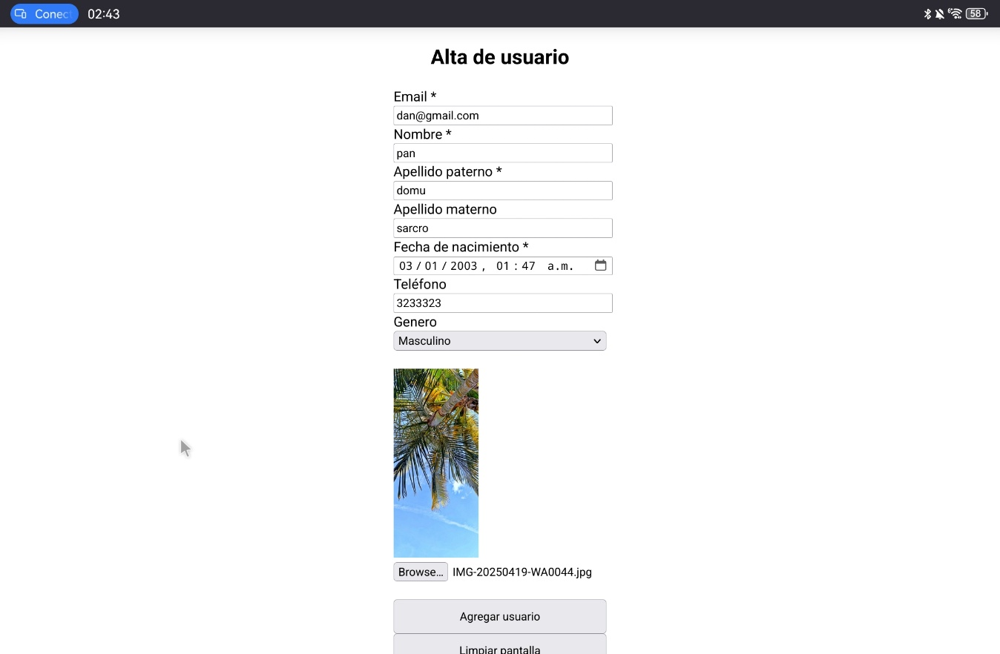 Conec
02:43
58
Alta de usuario
Email *
dan@gmail.com
Nombre *
pan
Apellido paterno *
domu
Apellido materno
sarcro
Fecha de nacimiento *
03/01/2003, 01:47 a.m.
Teléfono
3233323
Genero
Masculino
Browse... IMG-20250419-WA0044.jpg
Agregar usuario
Limpiar pantalla